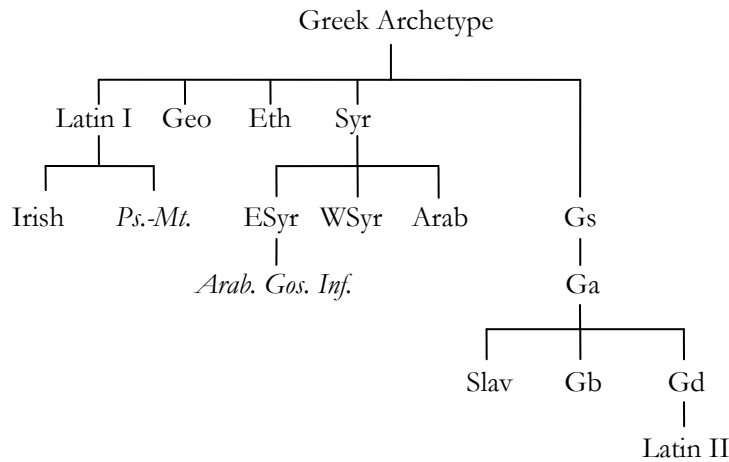 Greek Archetype
Latin I Geo Eth Syr
Irish Ps.-Mt. ESyr WSyr Arab Gs
Arab. Gos. Inf. Ga
Slav Gb Gd
Latin II